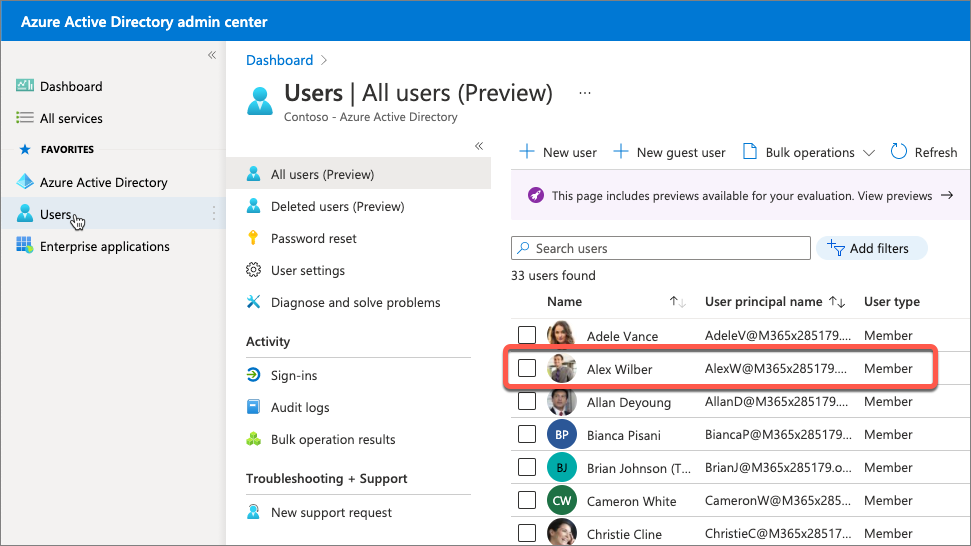 Azure Active Directory admin center
«
Dashboard
All services
FAVORITES
Azure Active Directory
Users
Enterprise applications
Dashboard >
Users | All users (Preview) ...
Contoso - Azure Active Directory
«
All users (Preview)
Deleted users (Preview)
Password reset
User settings
Diagnose and solve problems
Activity
Sign-ins
Audit logs
Bulk operation results
Troubleshooting + Support
New support request
+ New user + New guest user Bulk operations Refresh
This page includes previews available for your evaluation. View previews →
Search users Add filters
33 users found
Name ↑↓ User principal name ↑↓ User type
Adele Vance AdeleV@M365x285179.... Member
Alex Wilber AlexW@M365x285179.... Member
Allan Deyoung AllanD@M365x285179.... Member
BP Bianca Pisani BiancaP@M365x285179... Member
BJ Brian Johnson (T... BrianJ@M365x285179.o... Member
CW Cameron White CameronW@M365x285... Member
Christie Cline ChristieC@M365x28517... Member